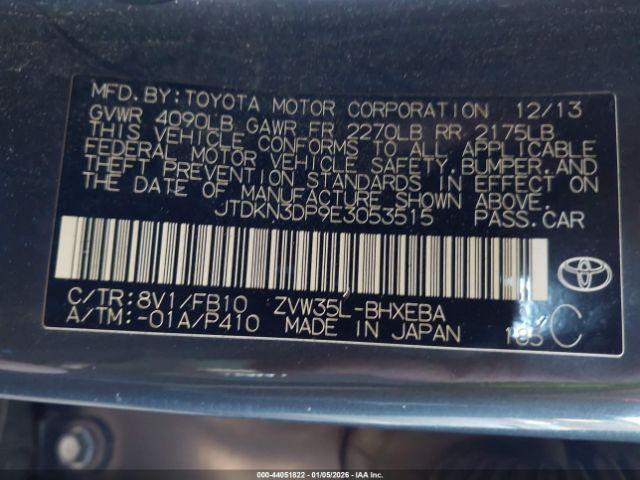 MFD.BY:TOYOTA MOTOR CORPORATION 12/13
GVWR 4090LB GAWR FR 2270LB RR 2175LB
THIS VEHICLE CONFORMS TO ALL APPLICABLE
FEDERAL MOTOR VEHICLE SAFETY,BUMPER,AND
THEFT PREVENTION STANDARDS IN EFFECT ON
THE DATE OF MANUFACTURE SHOWN ABOVE.
JTDKN3DP9E3053515 PASS.CAR
C/TR:8V1/FB10 ZVW35L-BHXEBA
A/TM:-01A/P410 MADE IN JAPAN 185 C
000-44051822 - 01/05/2026 - IAA Inc.